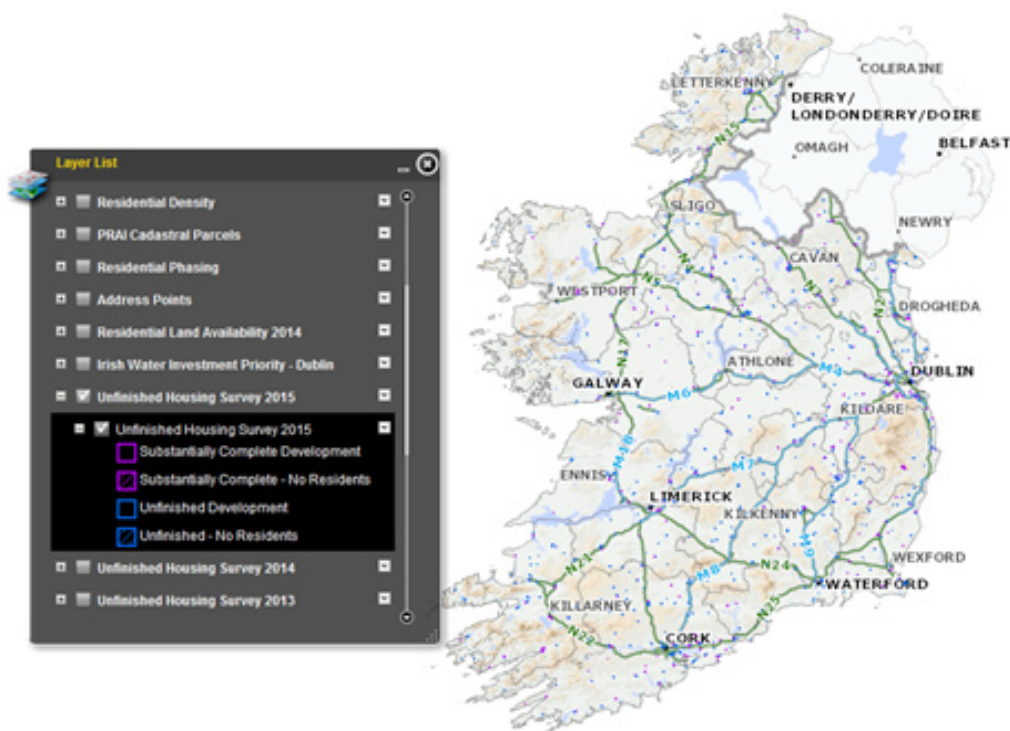 Layer List
Residential Density
PRAI Cadastral Parcels
Residential Phasing
Address Points
Residential Land Availability 2014
Irish Water Investment Priority - Dublin
Unfinished Housing Survey 2015
Unfinished Housing Survey 2015
Substantially Complete Development
Substantially Complete - No Residents
Unfinished Development
Unfinished - No Residents
Unfinished Housing Survey 2014
Unfinished Housing Survey 2013
COLERAINE
LETTERKENNY
DERRY/
LONDONDERRY/DOIRE
N15
OMAGH
BELFAST
SLIGO
NEWRY
CAVAN
N4
N5
N3
N2
WESTPORT
DROGHEDA
N17
ATHLONE
M4
DUBLIN
GALWAY
M6
KILDARE
M18
ENNIS
M7
LIMERICK
KILKENNY
M9
N21
M8
N24
WEXFORD
WATERFORD
KILLARNEY
N25
N22
CORK